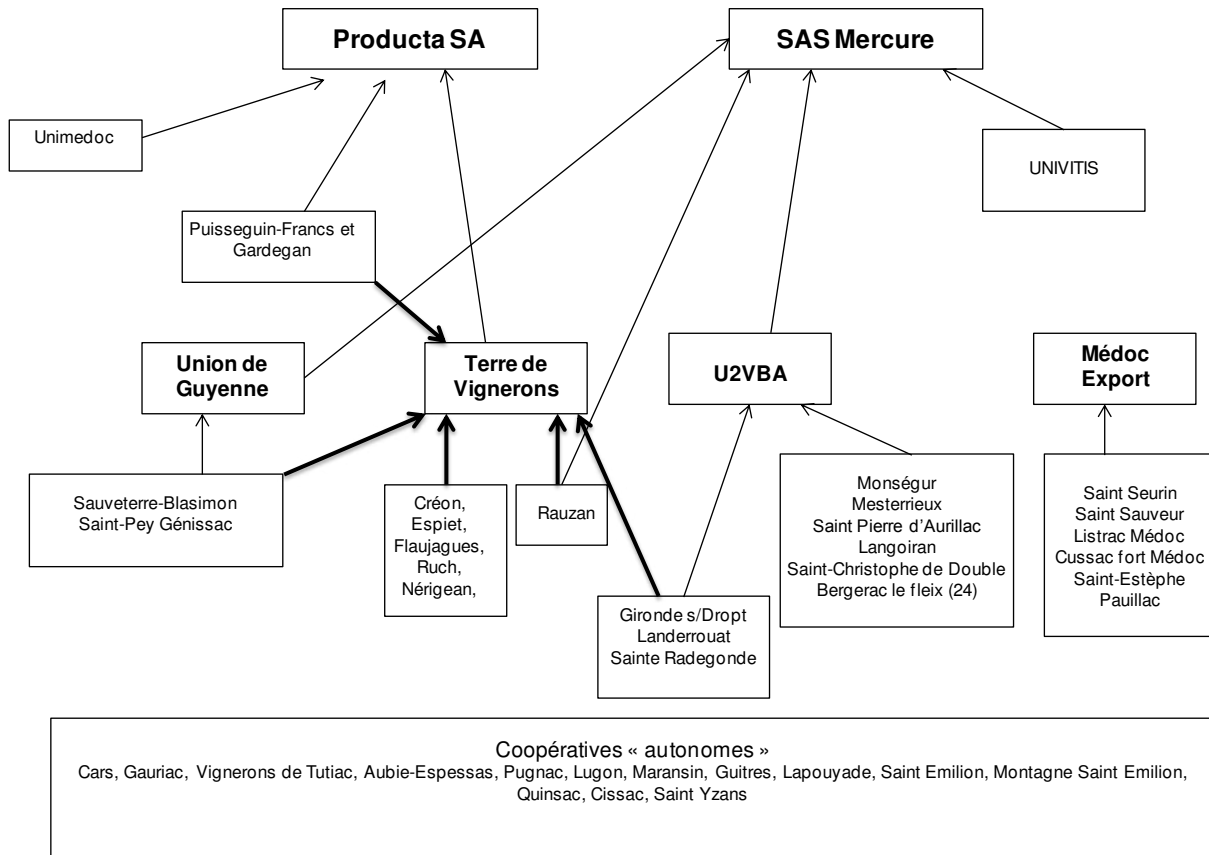 Producta SA
SAS Mercure
Unimedoc
UNIVITIS
Puisseguin-Francs et
Gardegan
Union de
Guyenne
Terre de
Vignerons
U2VBA
Médoc
Export
Sauveterre-Blasimon
Saint-Pey Génissac
Créon,
Espiet,
Flaujagues,
Ruch,
Nérigean,
Rauzan
Gironde s/Dropt
Landerrouat
Sainte Radegonde
Monségur
Mesterrieux
Saint Pierre d'Aurillac
Langoiran
Saint-Christophe de Double
Bergerac le fleix (24)
Saint Seurin
Saint Sauveur
Listrac Médoc
Cussac fort Médoc
Saint-Estèphe
Pauillac
Coopératives « autonomes »
Cars, Gauriac, Vignerons de Tutiac, Aubie-Espessas, Pugnac, Lugon, Maransin, Guitres, Lapouyade, Saint Emilion, Montagne Saint Emilion,
Quinsac, Cissac, Saint Yzans